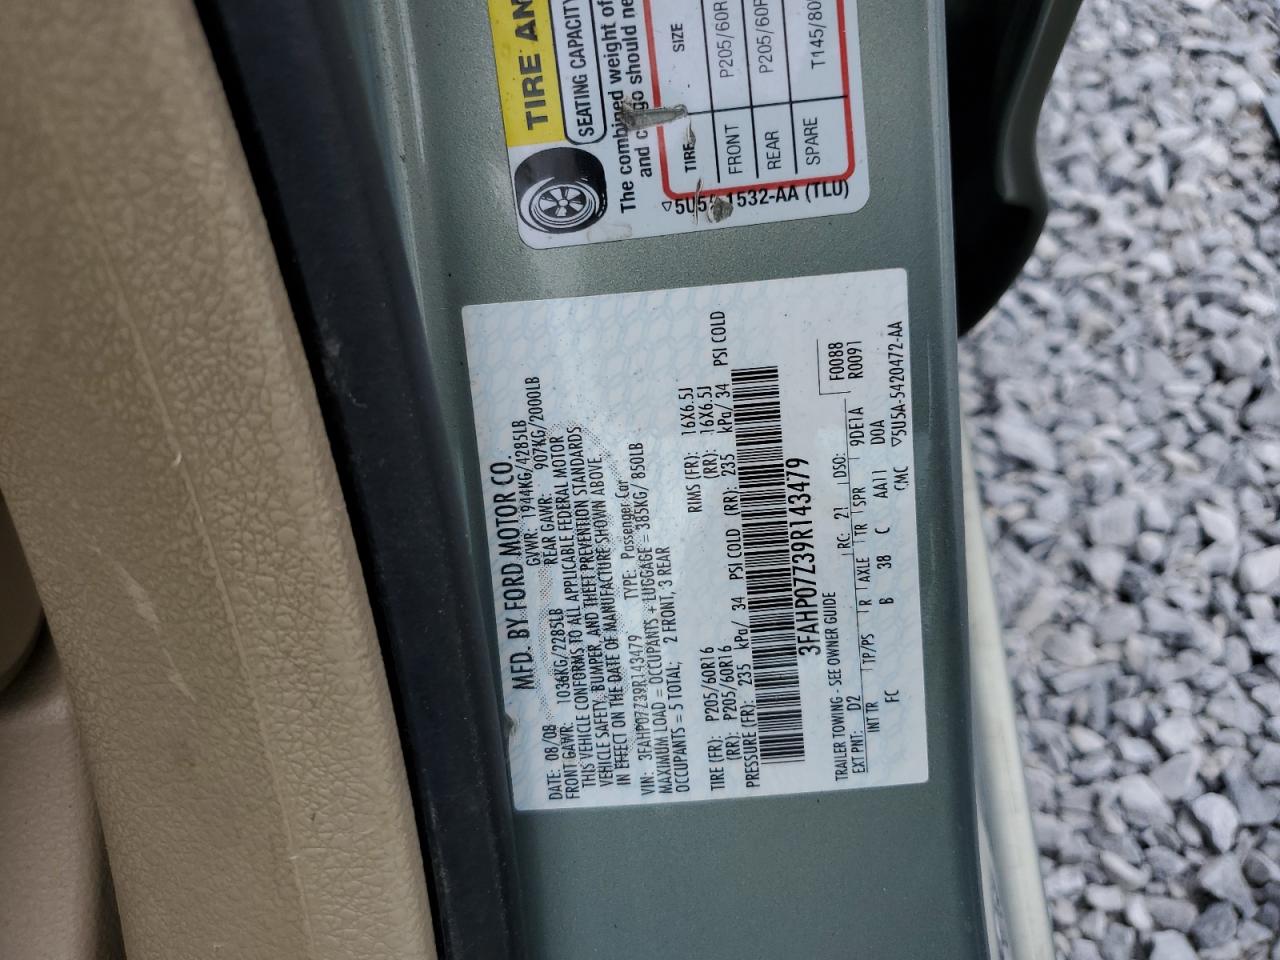 TIRE AN
SEATING CAPACITY
The combined weight of
and cargo should ne
TIRE SIZE
FRONT P205/60R
REAR P205/60R
SPARE T145/80
5U5A 1532-AA (TLU)
MFD. BY FORD MOTOR CO.
DATE: 08/08 GVWR: 1944KG/4285LB
FRONT GAWR: 1036KG/2285LB REAR GAWR: 907KG/2000LB
THIS VEHICLE CONFORMS TO ALL APPLICABLE FEDERAL MOTOR
VEHICLE SAFETY, BUMPER, AND THEFT PREVENTION STANDARDS
IN EFFECT ON THE DATE OF MANUFACTURE SHOWN ABOVE.
VIN: 3FAHP07Z39R143479 TYPE: Passenger Car
MAXIMUM LOAD = OCCUPANTS + LUGGAGE = 385KG/ 850LB
OCCUPANTS = 5 TOTAL; 2 FRONT, 3 REAR
TIRE (FR): P205/60R16 RIMS (FR): 16X6.5J
(RR): P205/60R16 (RR): 16X6.5J
PRESSURE (FR): 235 kPa/ 34 PSI COLD (RR): 235 kPa/ 34 PSI COLD
3FAHP07Z39R143479
F0088
R0091
TRAILER TOWING - SEE OWNER GUIDE
EXT PNT: D2 RC: 21 DSO: 9DE1A
INT TR TP/PS R AXLE TR SPR D0A
FC B 38 C AA11
CMC 5U5A-5420472-AA